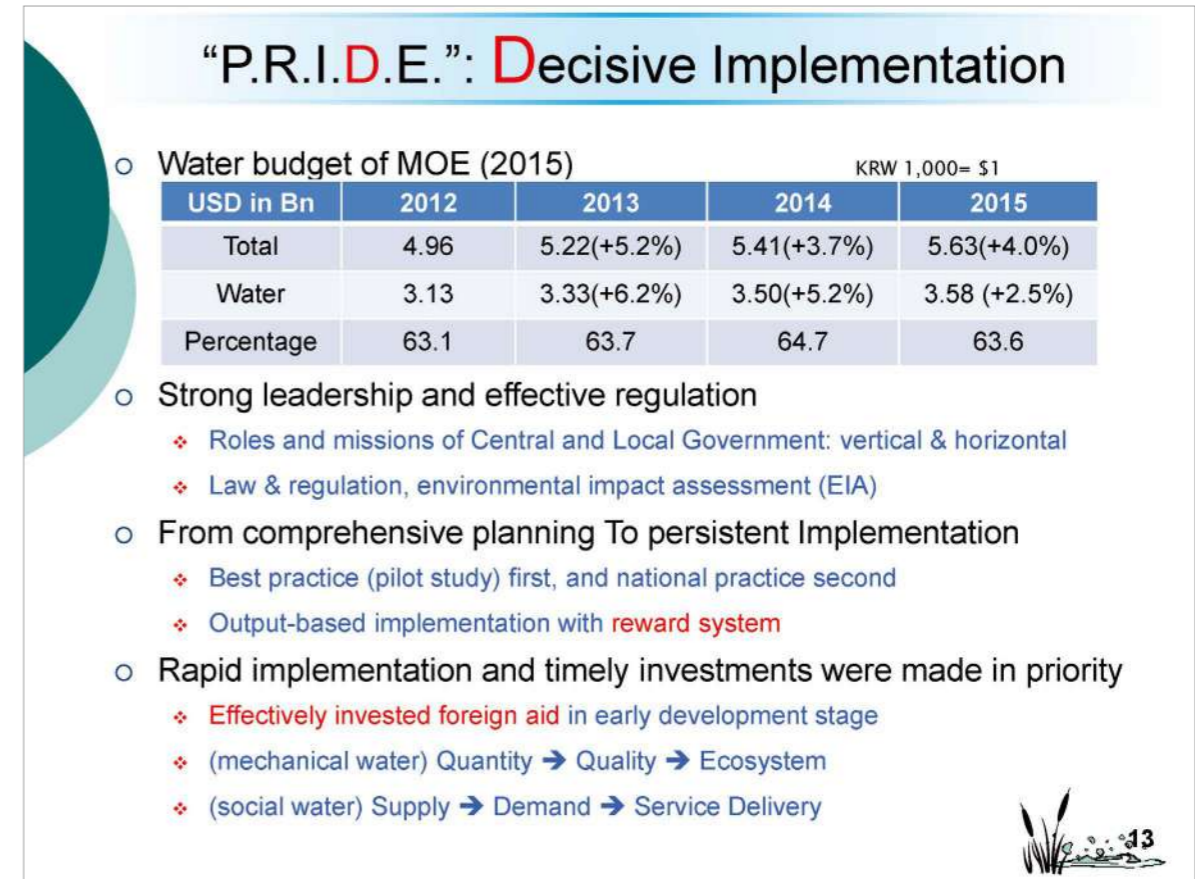 “P.R.I.D.E.”: Decisive Implementation
Water budget of MOE (2015)
KRW 1,000= $1
USD in Bn 2012 2013 2014 2015
Total 4.96 5.22(+5.2%) 5.41(+3.7%) 5.63(+4.0%)
Water 3.13 3.33(+6.2%) 3.50(+5.2%) 3.58 (+2.5%)
Percentage 63.1 63.7 64.7 63.6
Strong leadership and effective regulation
Roles and missions of Central and Local Government: vertical & horizontal
Law & regulation, environmental impact assessment (EIA)
From comprehensive planning To persistent Implementation
Best practice (pilot study) first, and national practice second
Output-based implementation with reward system
Rapid implementation and timely investments were made in priority
Effectively invested foreign aid in early development stage
(mechanical water) Quantity ➔ Quality ➔ Ecosystem
(social water) Supply ➔ Demand ➔ Service Delivery
13